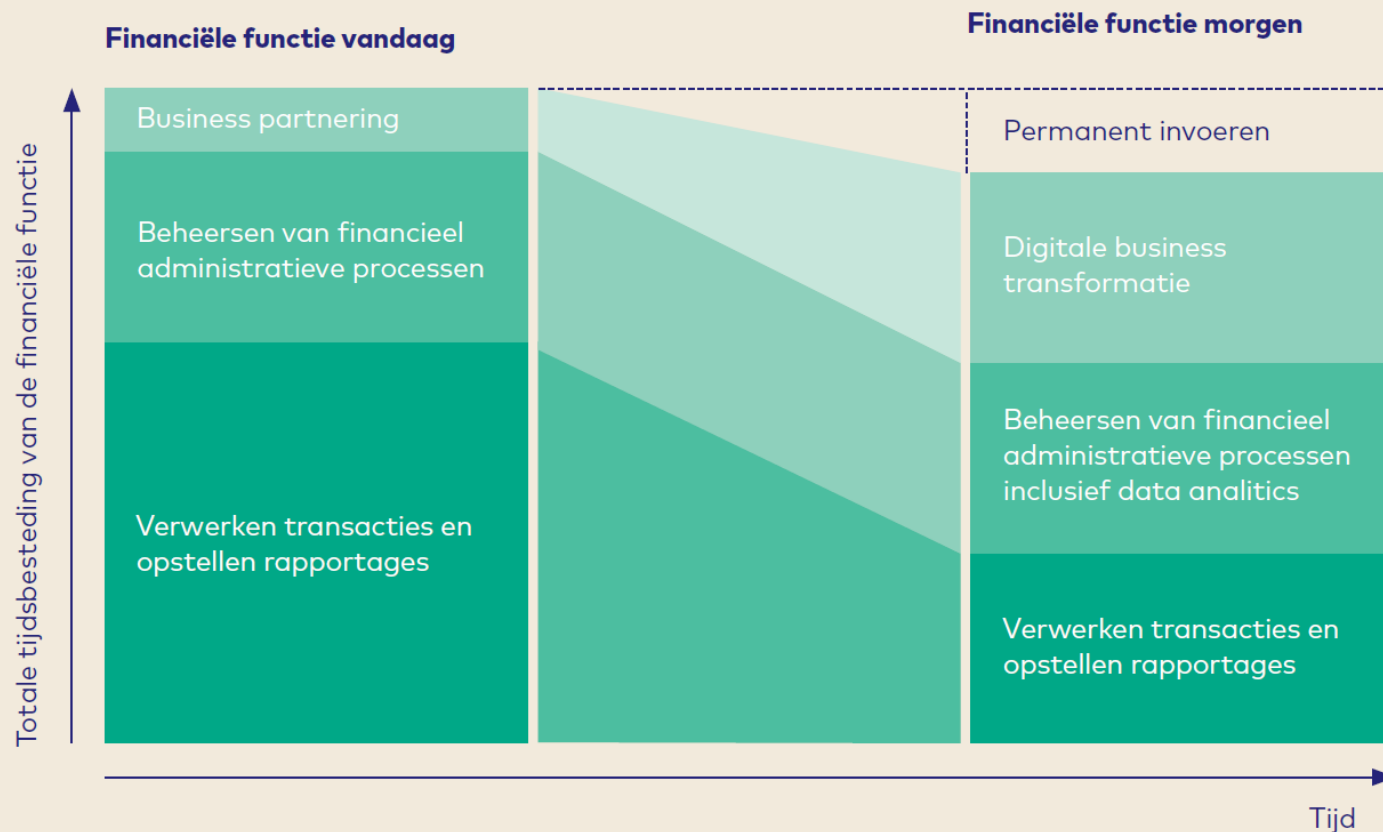 Financiële functie vandaag
Financiële functie morgen
Totale tijdsbesteding van de financiële functie
Business partnering
Beheersen van financieel
administratieve processen
Verwerken transacties en
opstellen rapportages
Permanent invoeren
Digitale business
transformatie
Beheersen van financieel
administratieve processen
inclusief data analitics
Verwerken transacties en
opstellen rapportages
Tijd